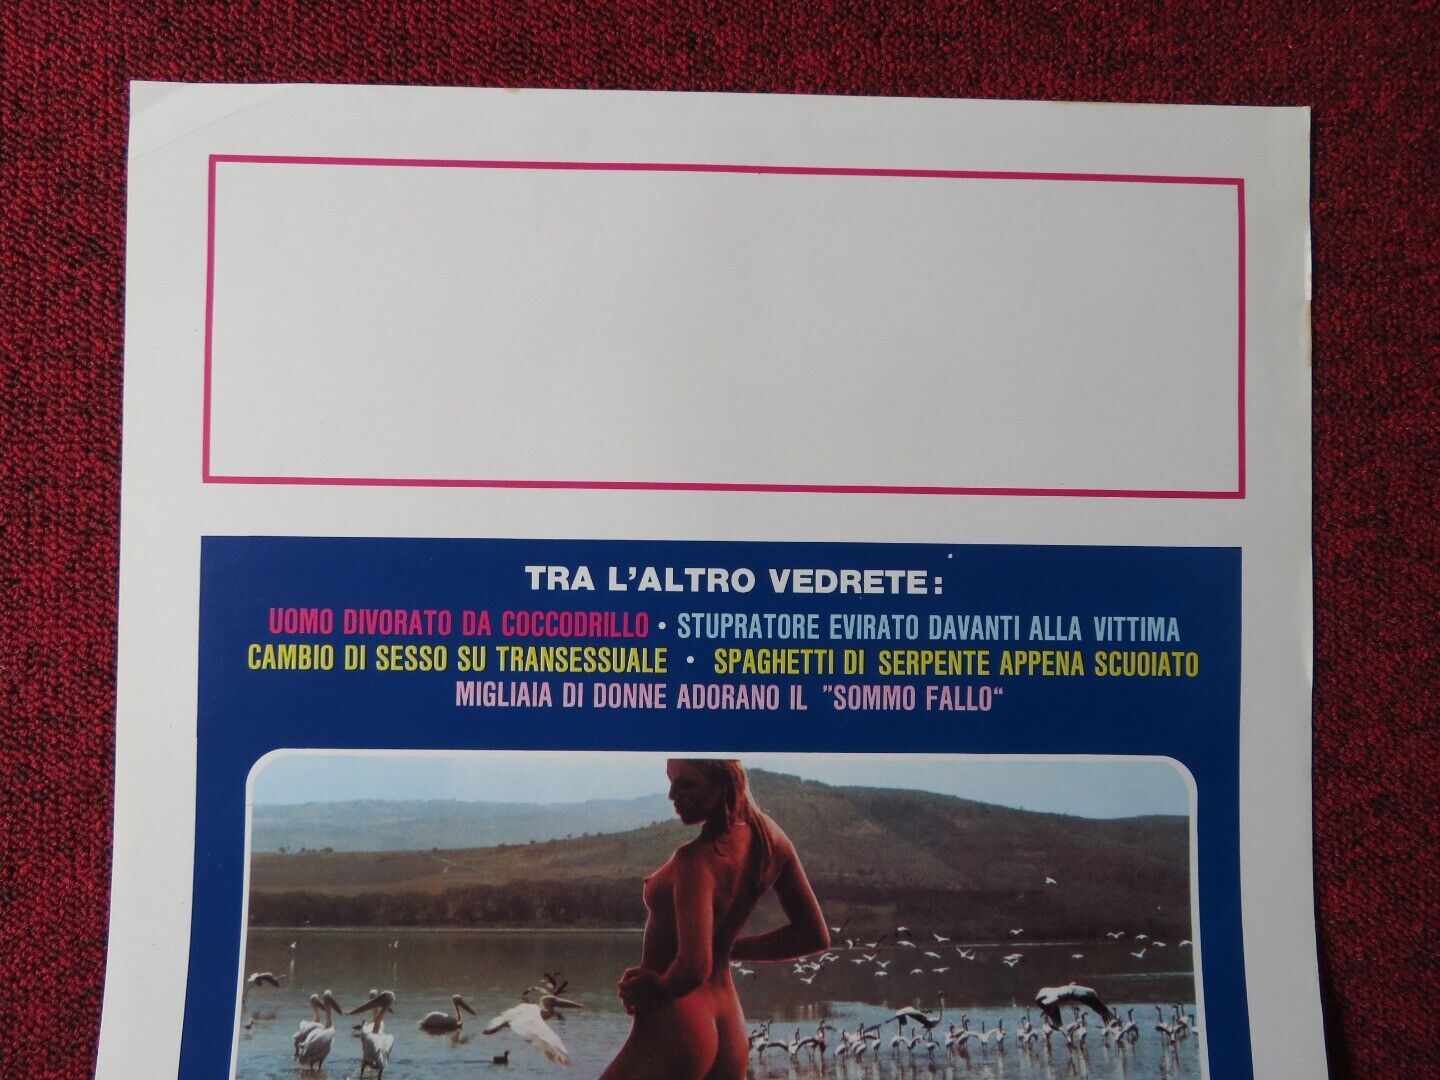 TRA L'ALTRO VEDRETE:
UOMO DIVORATO DA COCCODRILLO • STUPRATORE EVIRATO DAVANTI ALLA VITTIMA
CAMBIO DI SESSO SU TRANSESSUALE • SPAGHETTI DI SERPENTE APPENA SCUOIATO
MIGLIAIA DI DONNE ADORANO IL "SOMMO FALLO"